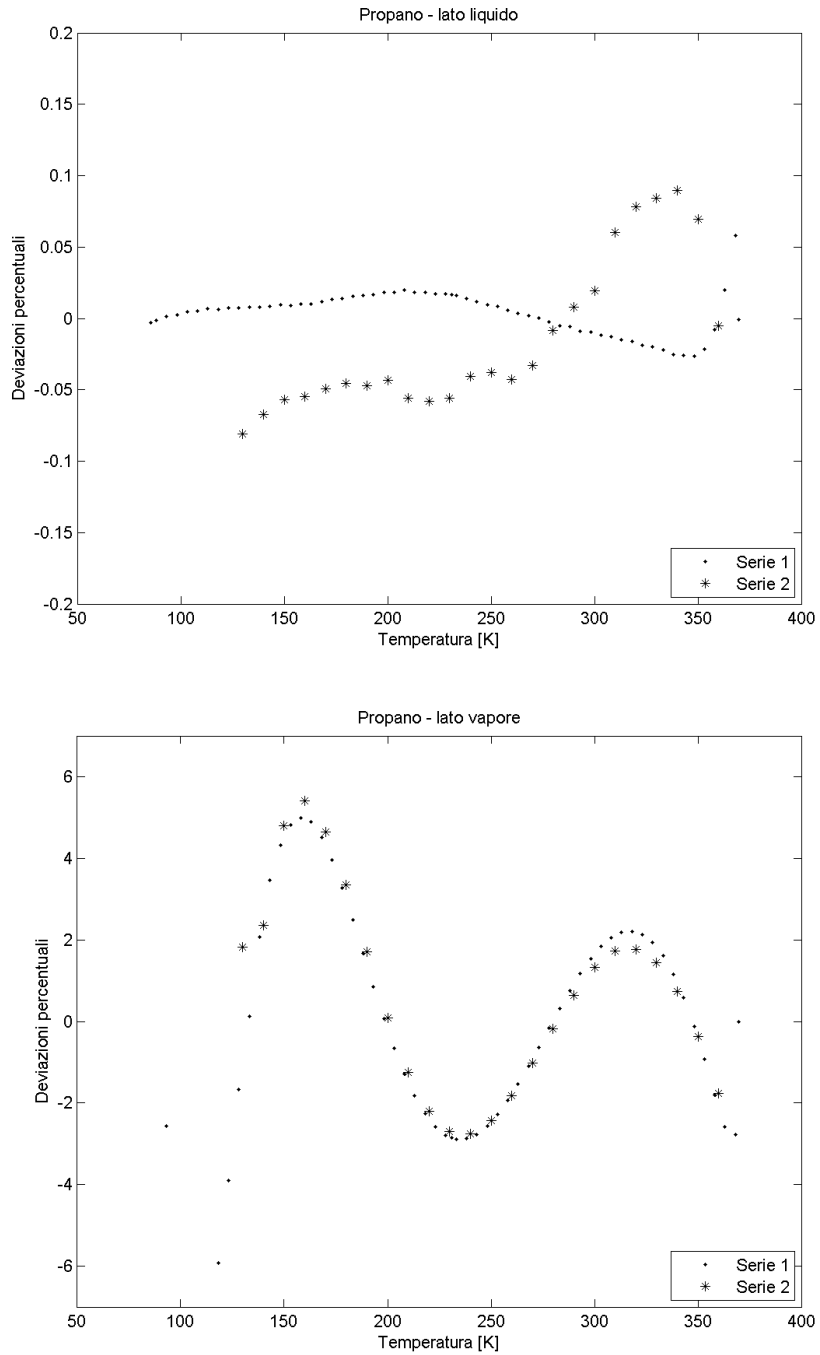 Propano - lato liquido
0.2
0.15
0.1
0.05
0
-0.05
-0.1
-0.15
-0.2
Deviazioni percentuali
Serie 1
Serie 2
50 100 150 200 250 300 350 400
Temperatura [K]
Propano - lato vapore
6
4
2
0
-2
-4
-6
Deviazioni percentuali
Serie 1
Serie 2
50 100 150 200 250 300 350 400
Temperatura [K]